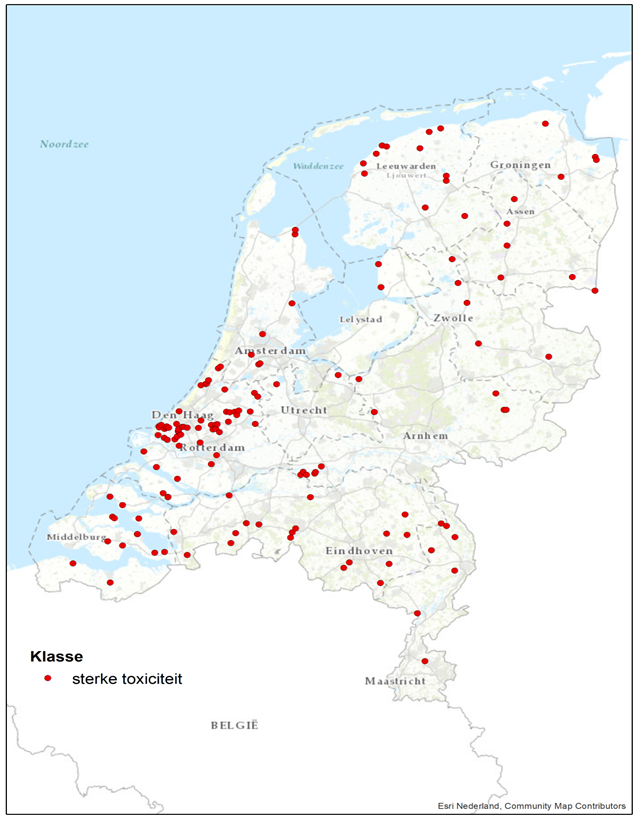 Noordzee
Waddenzee
Leeuwarden
Ljouwert
Groningen
Assen
Lelystad
Zwolle
Amsterdam
Den Haag
Utrecht
Arnhem
Rotterdam
Middelburg
Eindhoven
Klasse
sterke toxiciteit
Maastricht
BELGIË
Esri Nederland, Community Map Contributors